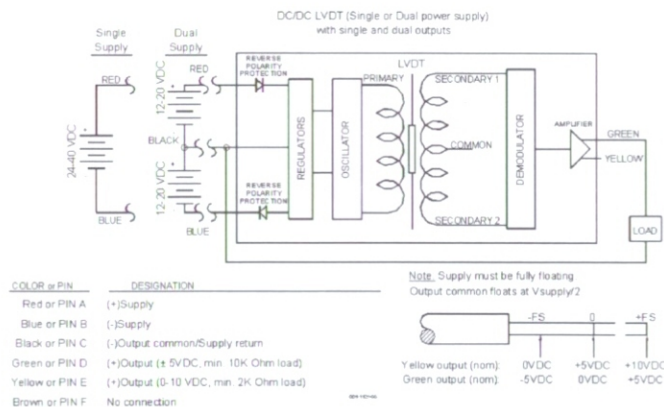 DC/DC LVDT (Single or Dual power supply)
with single and dual outputs
Single
Supply
Dual
Supply
RED
RED
REVERSE
POLARITY
PROTECTION
LVDT
PRIMARY
SECONDARY 1
12-20 VDC
24-40 VDC
BLACK
REGULATORS
OSCILLATOR
COMMON
DEMODULATOR
AMPLIFIER
GREEN
YELLOW
12-20 VDC
REVERSE
POLARITY
PROTECTION
BLUE
BLUE
SECONDARY 2
LOAD
COLOR or PIN DESIGNATION
Red or PIN A (+)Supply
Blue or PIN B (-)Supply
Black or PIN C (-)Output common/Supply return
Green or PIN D (+)Output (± 5VDC, min. 10K Ohm load)
Yellow or PIN E (+)Output (0-10 VDC, min. 2K Ohm load)
Brown or PIN F No connection
Note: Supply must be fully floating
Output common floats at Vsupply/2
-FS 0 +FS
Yellow output (nom): 0VDC +5VDC +10VDC
Green output (nom): -5VDC 0VDC +5VDC